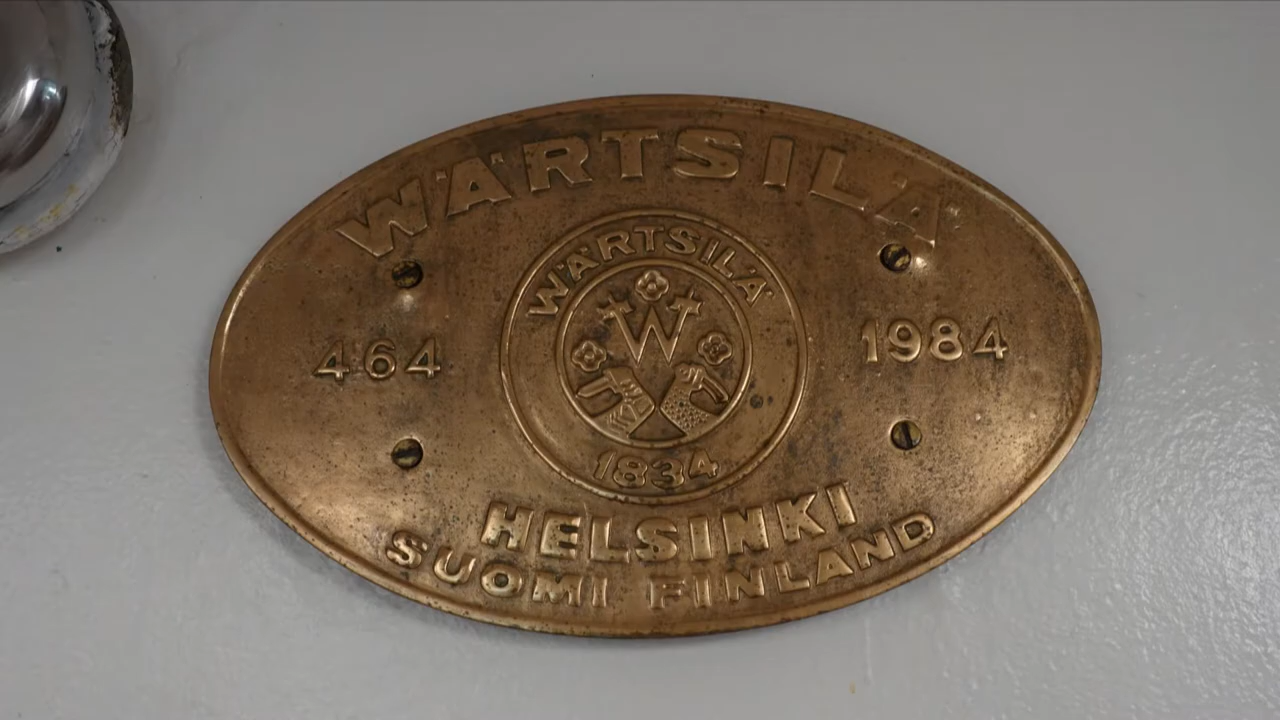 WÄRTSILÄ
WÄRTSILÄ
W
464
1984
1834
HELSINKI
SUOMI FINLAND